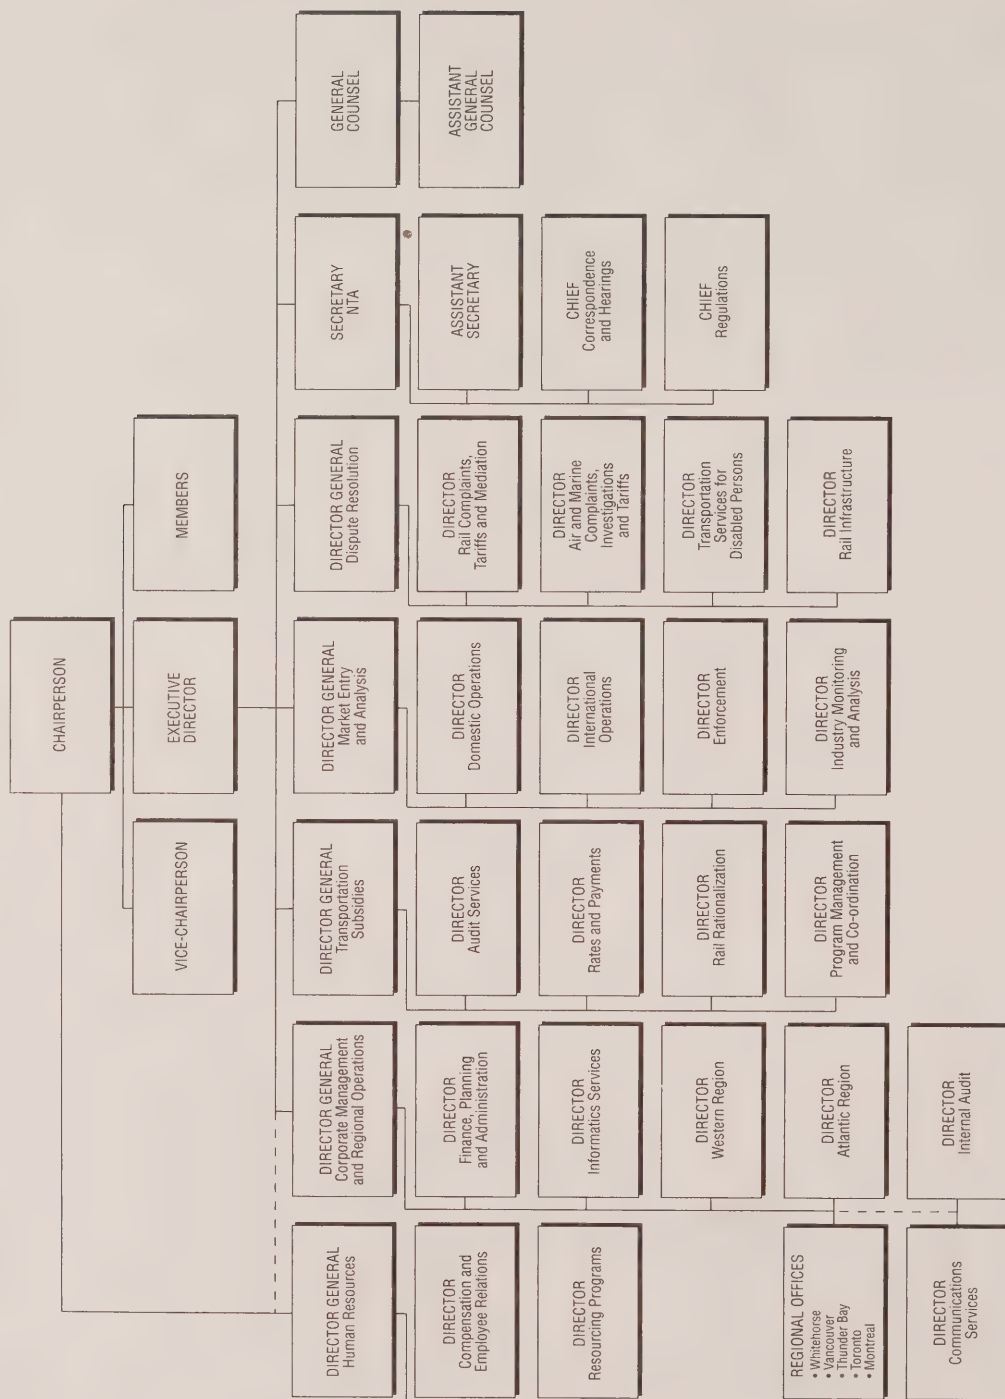 CHAIRPERSON
VICE-CHAIRPERSON
EXECUTIVE
DIRECTOR
MEMBERS
DIRECTOR GENERAL
Human Resources
DIRECTOR
Compensation and
Employee Relations
DIRECTOR
Resourcing Programs
DIRECTOR GENERAL
Corporate Management
and Regional Operations
DIRECTOR
Finance, Planning
and Administration
DIRECTOR
Informatics Services
DIRECTOR
Western Region
REGIONAL OFFICES
• Whitehorse
• Vancouver
• Thunder Bay
• Toronto
• Montreal
DIRECTOR
Atlantic Region
DIRECTOR
Communications
Services
DIRECTOR
Internal Audit
DIRECTOR GENERAL
Transportation
Subsidies
DIRECTOR
Audit Services
DIRECTOR
Rates and Payments
DIRECTOR
Rail Rationalization
DIRECTOR
Program Management
and Co-ordination
DIRECTOR GENERAL
Market Entry
and Analysis
DIRECTOR
Domestic Operations
DIRECTOR
International
Operations
DIRECTOR
Enforcement
DIRECTOR
Industry Monitoring
and Analysis
DIRECTOR GENERAL
Dispute Resolution
DIRECTOR
Rail Complaints,
Tariffs and Mediation
DIRECTOR
Air and Marine
Complaints,
Investigations
and Tariffs
DIRECTOR
Transportation
Services for
Disabled Persons
DIRECTOR
Rail Infrastructure
SECRETARY
NTA
ASSISTANT
SECRETARY
CHIEF
Correspondence
and Hearings
CHIEF
Regulations
GENERAL
COUNSEL
ASSISTANT
GENERAL
COUNSEL